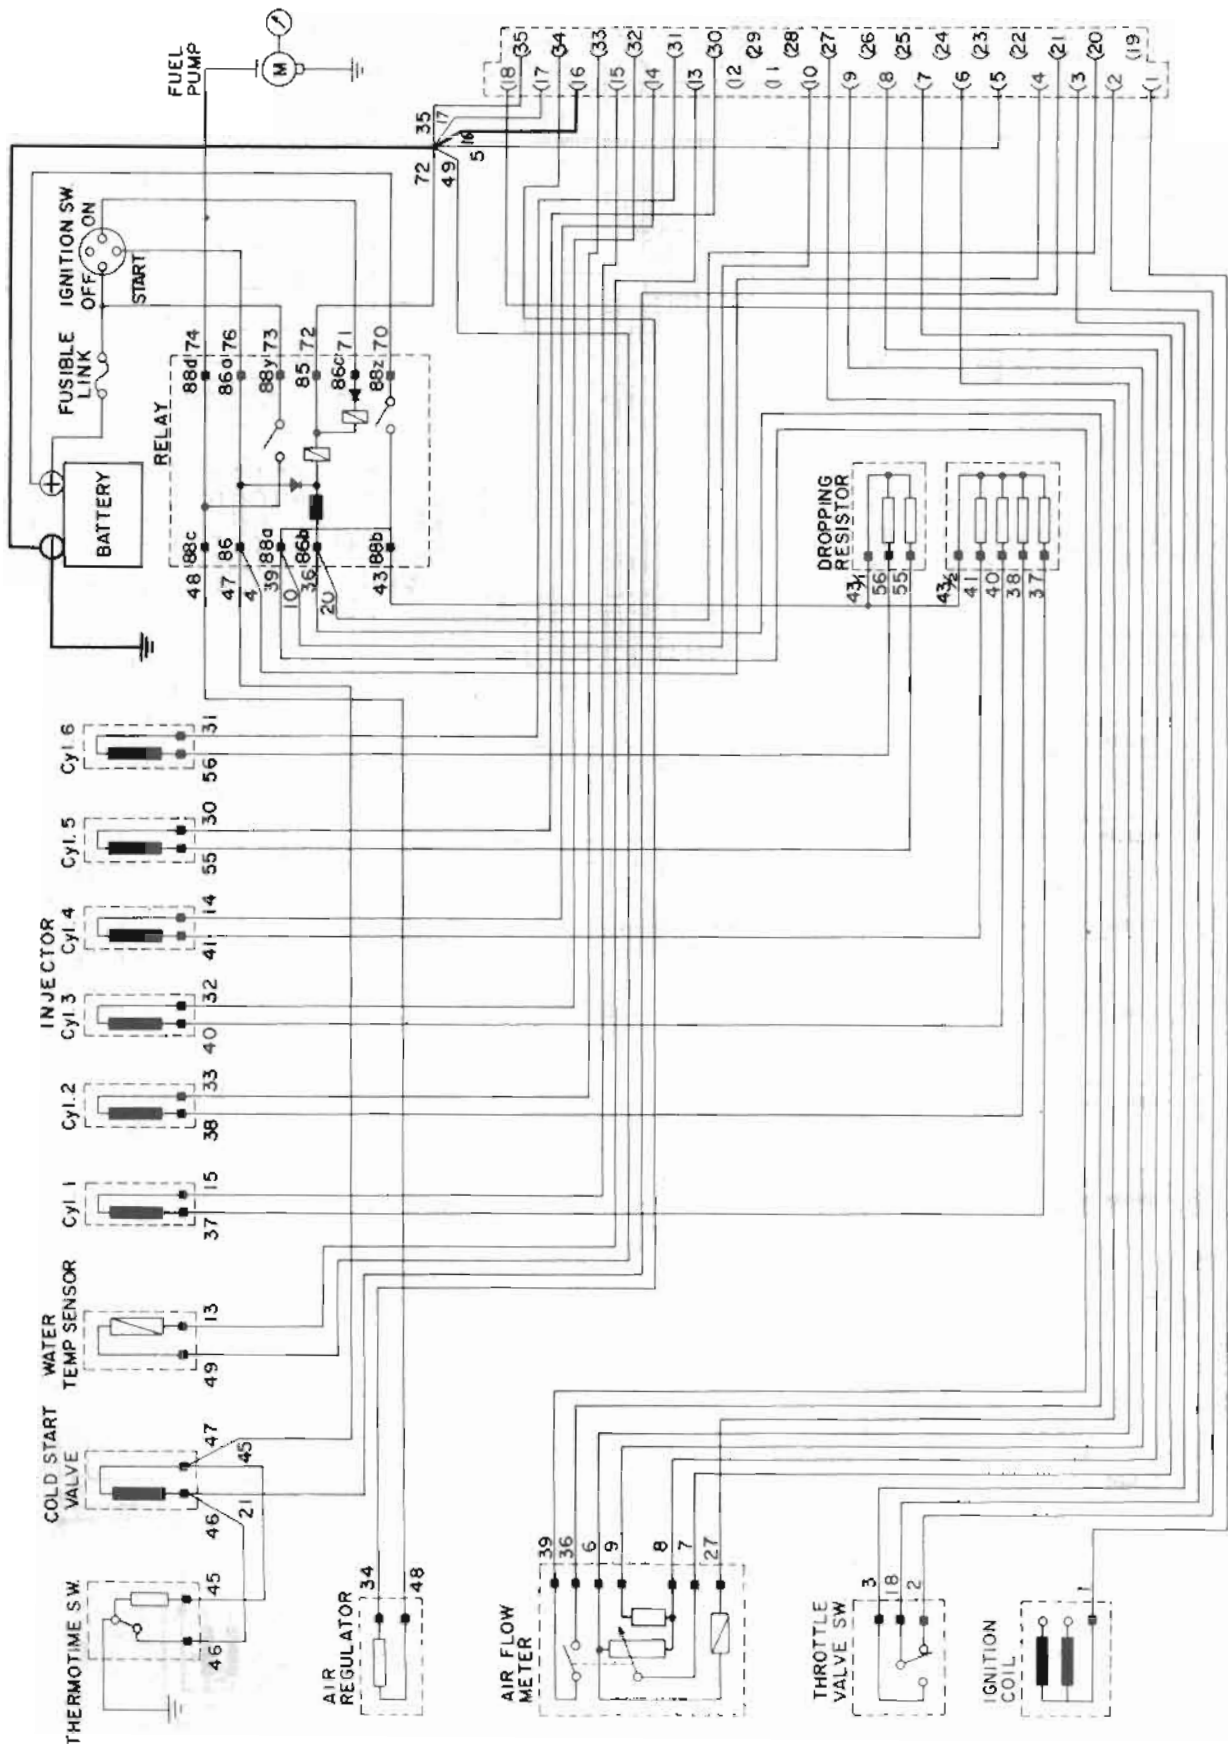 FUEL
PUMP
M
IGNITION SW.
OFF
ON
START
FUSIBLE
LINK
BATTERY
RELAY
88d 74
86a 76
88y 73
85 72
86c 71
88z 70
48 88c
47 86
4
39 88a
10
36 86b
20
43 88b
72
35
17
16
49
5
(35
(34
(33
(32
(31
(30
(29
(28
(27
(26
(25
(24
(23
(22
(21
(20
(19
(18
(17
(16
(15
(14
(13
(12
(11
(10
(9
(8
(7
(6
(5
(4
(3
(2
(1
DROPPING
RESISTOR
43/1
56
55
43/2
41
40
38
37
INJECTOR
Cyl. 6
56
31
Cyl. 5
55
30
Cyl. 4
41
14
Cyl. 3
40
32
Cyl. 2
38
33
Cyl. 1
37
15
WATER
TEMP SENSOR
49
13
COLD START
VALVE
46
47
45
21
THERMOTIME SW.
46
45
AIR
REGULATOR
34
48
AIR FLOW
METER
39
36
6
9
8
7
27
THROTTLE
VALVE SW
3
18
2
IGNITION
COIL
1